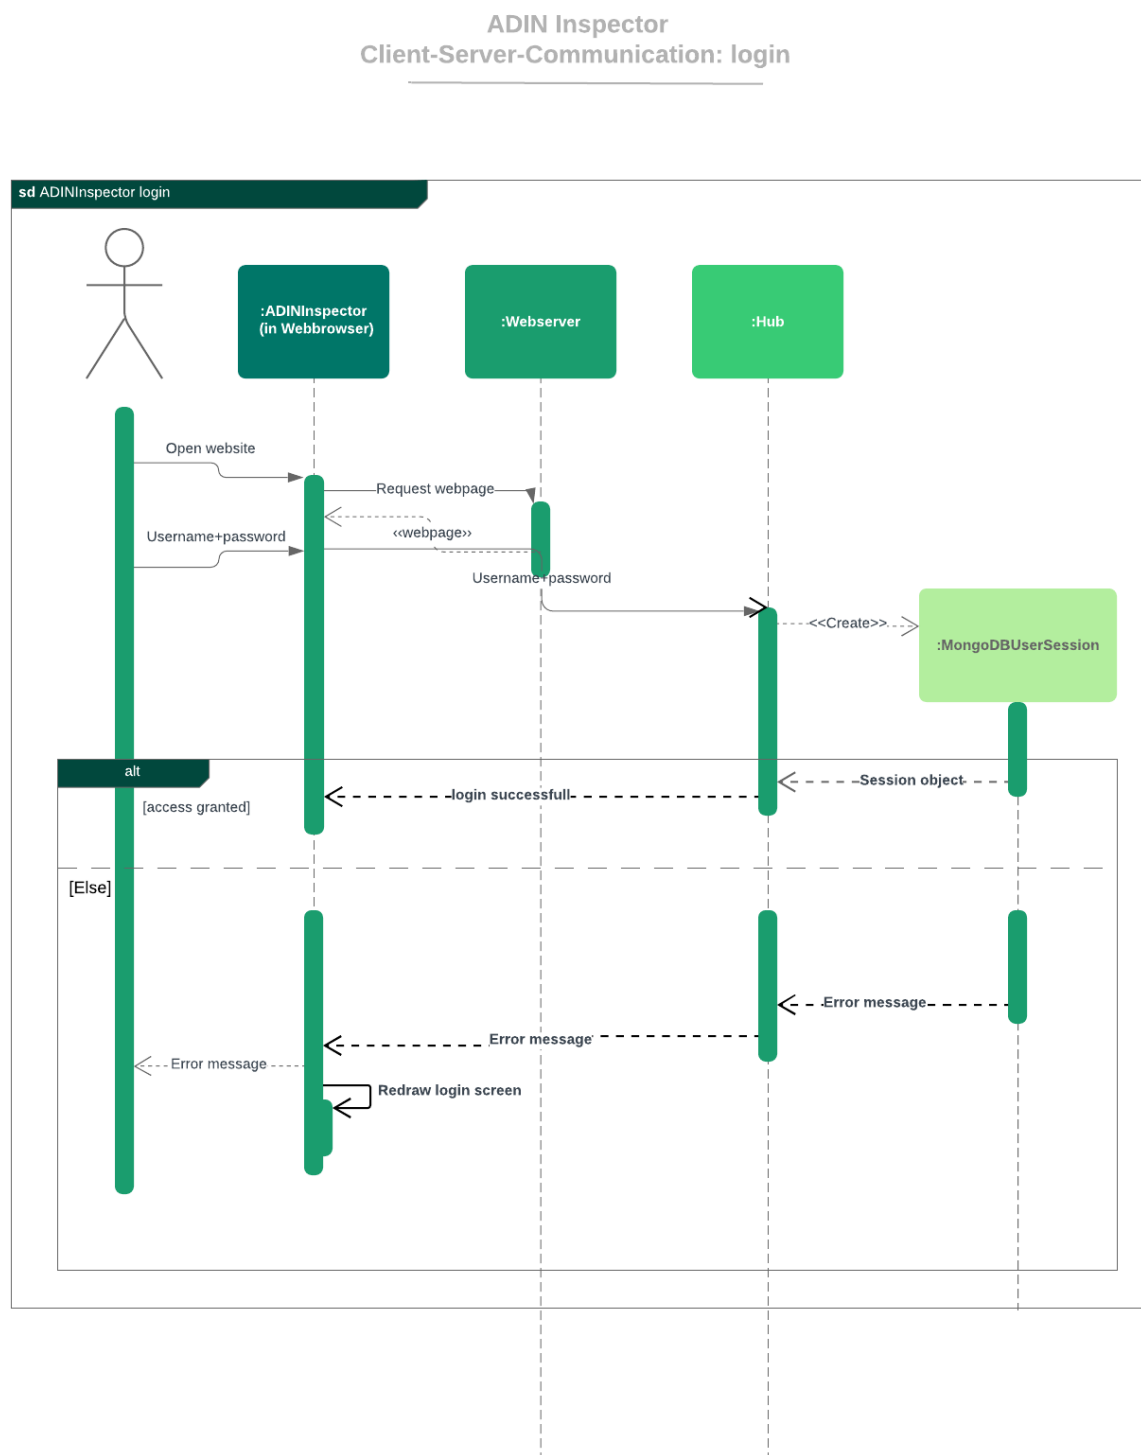 ADIN Inspector
Client-Server-Communication: login
sd ADINInspector login
:ADINInspector
(in Webbrowser)
:Webserver
:Hub
Open website
Request webpage
‹‹webpage››
Username+password
Username+password
<<Create>>
:MongoDBUserSession
alt
Session object
login successfull
[access granted]
[Else]
Error message
Error message
Error message
Redraw login screen